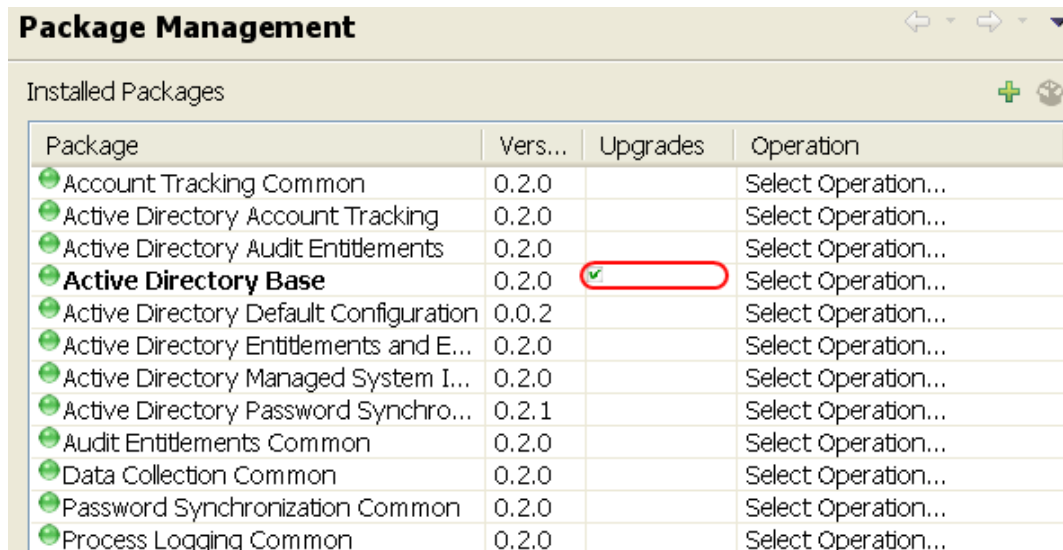 Package Management
Installed Packages
Package Vers... Upgrades Operation
Account Tracking Common 0.2.0 Select Operation...
Active Directory Account Tracking 0.2.0 Select Operation...
Active Directory Audit Entitlements 0.2.0 Select Operation...
Active Directory Base 0.2.0 Select Operation...
Active Directory Default Configuration 0.0.2 Select Operation...
Active Directory Entitlements and E... 0.2.0 Select Operation...
Active Directory Managed System I... 0.2.0 Select Operation...
Active Directory Password Synchro... 0.2.1 Select Operation...
Audit Entitlements Common 0.2.0 Select Operation...
Data Collection Common 0.2.0 Select Operation...
Password Synchronization Common 0.2.0 Select Operation...
Process Logging Common 0.2.0 Select Operation...